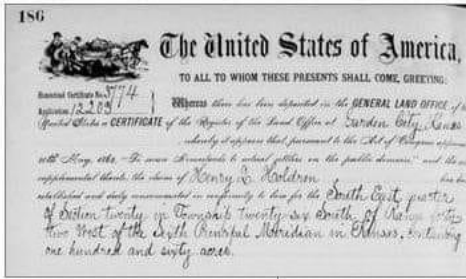 186
The United States of America,
TO ALL TO WHOM THESE PRESENTS SHALL COME, GREETING:
Homestead Certificate No. 3774
Application 12203
Whereas there has been deposited in the GENERAL LAND OFFICE of
United States a CERTIFICATE of the Register of the Land Office at Garden City, Kansas
, whereby it appears that pursuant to the Act of Congress approved
20th May, 1862, "To secure Homesteads to actual settlers on the public domain," and the
supplemental thereto, the claim of Henry L. Holdren has been
established and duly consummated in conformity to law for the South East quarter
of Section twenty in Township twenty six South of Range forty
two West of the Sixth Principal Meridian in Kansas, containing
one hundred and sixty acres.